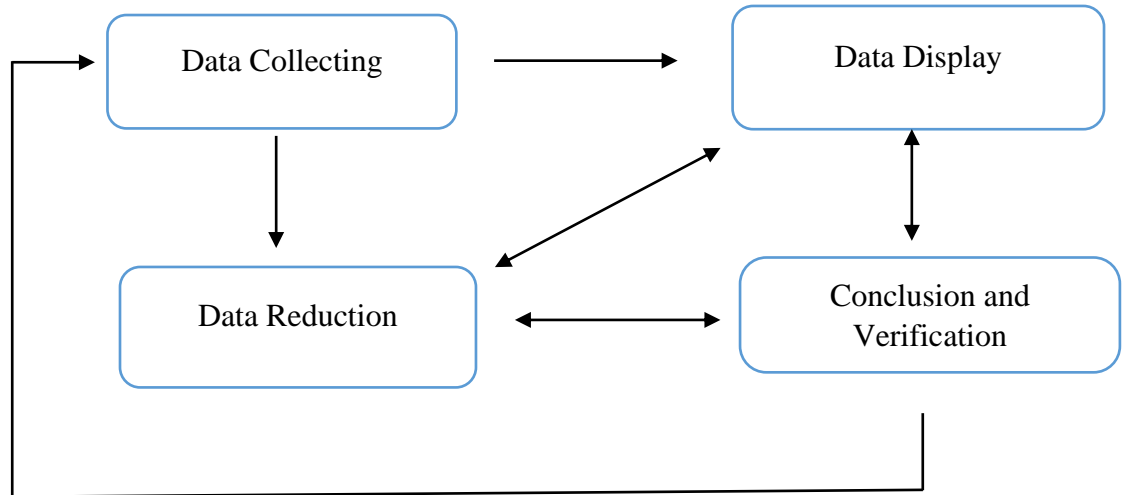 Data Collecting
Data Display
Data Reduction
Conclusion and
Verification